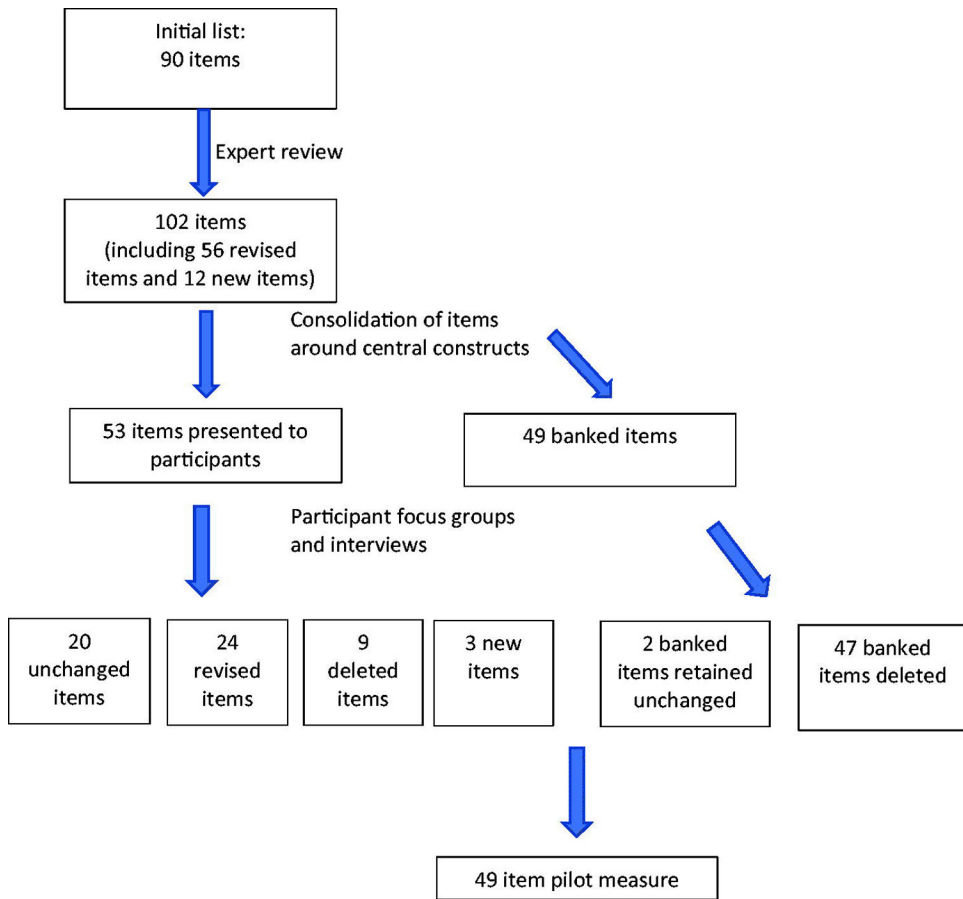 Initial list:
90 items
Expert review
102 items
(including 56 revised
items and 12 new items)
Consolidation of items
around central constructs
53 items presented to
participants
49 banked items
Participant focus groups
and interviews
20
unchanged
items
24
revised
items
9
deleted
items
3 new
items
2 banked
items retained
unchanged
47 banked
items deleted
49 item pilot measure